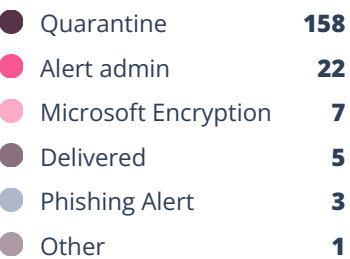 Quarantine 158
Alert admin 22
Microsoft Encryption 7
Delivered 5
Phishing Alert 3
Other 1